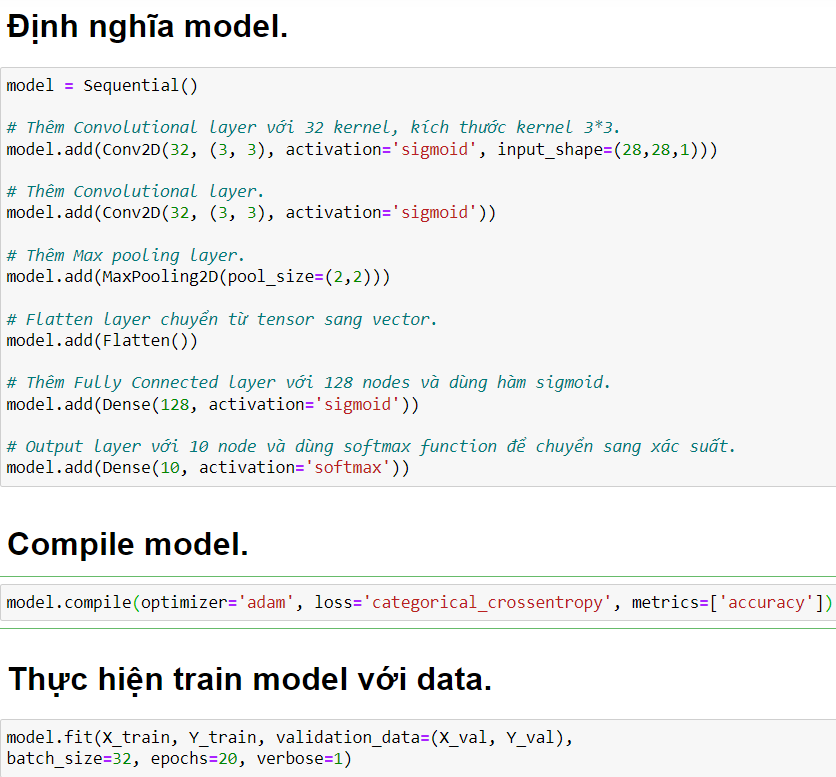 Định nghĩa model.
model = Sequential()
# Thêm Convolutional layer với 32 kernel, kích thước kernel 3*3.
model.add(Conv2D(32, (3, 3), activation='sigmoid', input_shape=(28,28,1)))
# Thêm Convolutional layer.
model.add(Conv2D(32, (3, 3), activation='sigmoid'))
# Thêm Max pooling layer.
model.add(MaxPooling2D(pool_size=(2,2)))
# Flatten layer chuyển từ tensor sang vector.
model.add(Flatten())
# Thêm Fully Connected layer với 128 nodes và dùng hàm sigmoid.
model.add(Dense(128, activation='sigmoid'))
# Output layer với 10 node và dùng softmax function để chuyển sang xác suất.
model.add(Dense(10, activation='softmax'))
Compile model.
model.compile(optimizer='adam', loss='categorical_crossentropy', metrics=['accuracy'])
Thực hiện train model với data.
model.fit(X_train, Y_train, validation_data=(X_val, Y_val),
batch_size=32, epochs=20, verbose=1)